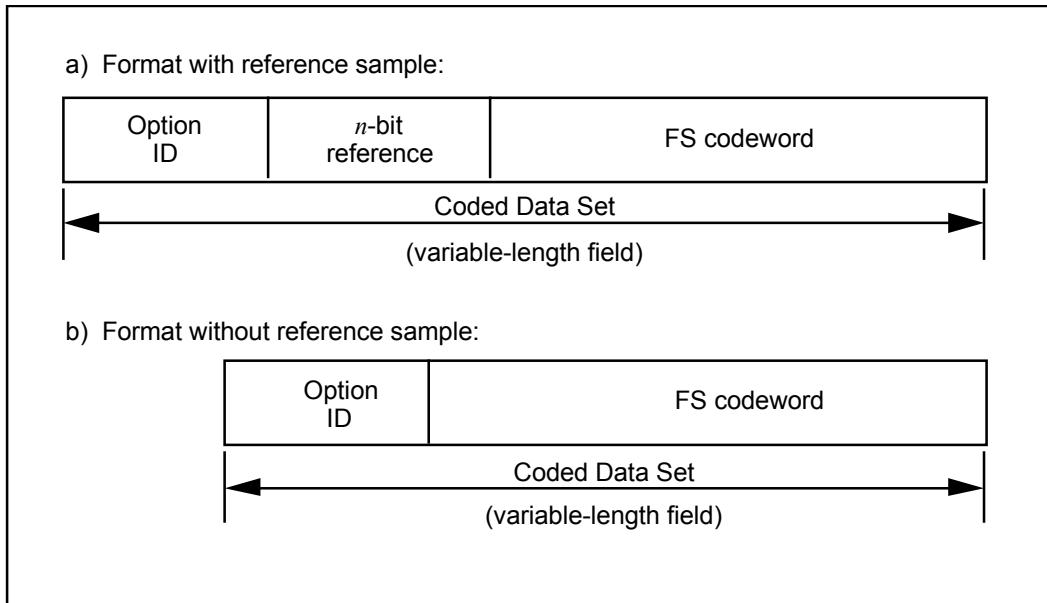 a) Format with reference sample:
Option
ID
n-bit
reference
FS codeword
Coded Data Set
(variable-length field)
b) Format without reference sample:
Option
ID
FS codeword
Coded Data Set
(variable-length field)